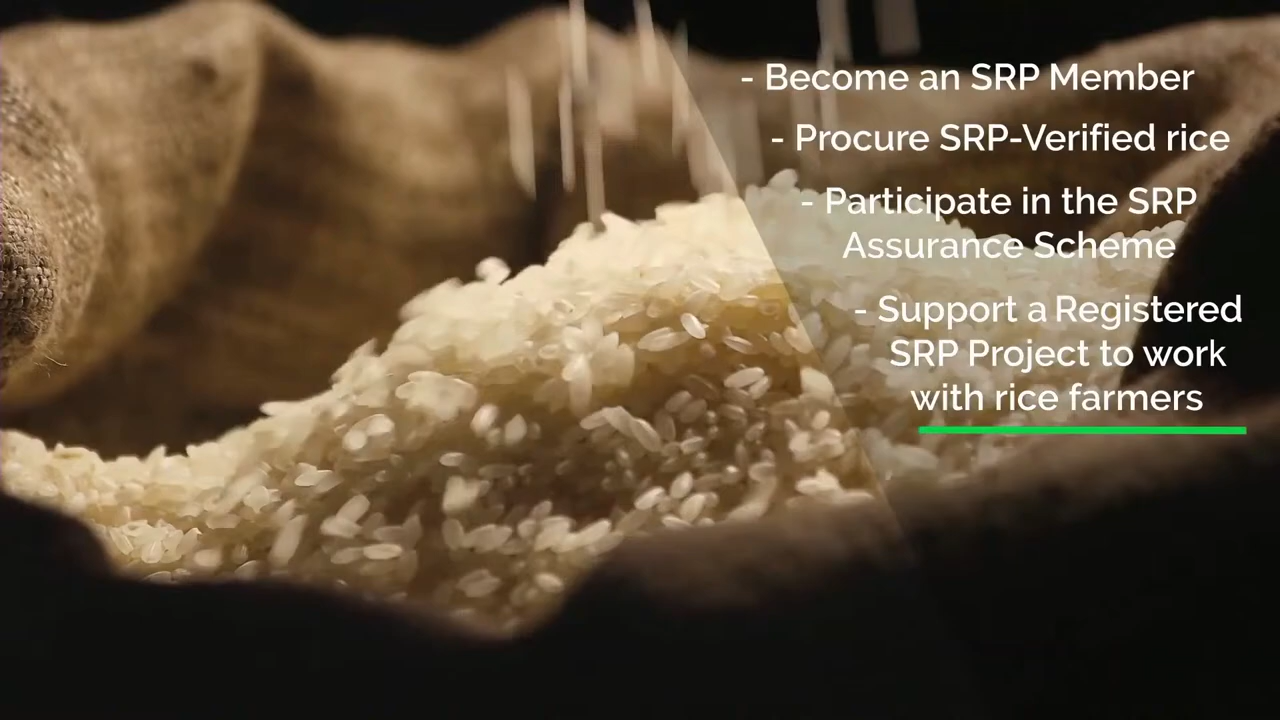 - Become an SRP Member
- Procure SRP-Verified rice
- Participate in the SRP
Assurance Scheme
- Support a Registered
SRP Project to work
with rice farmers